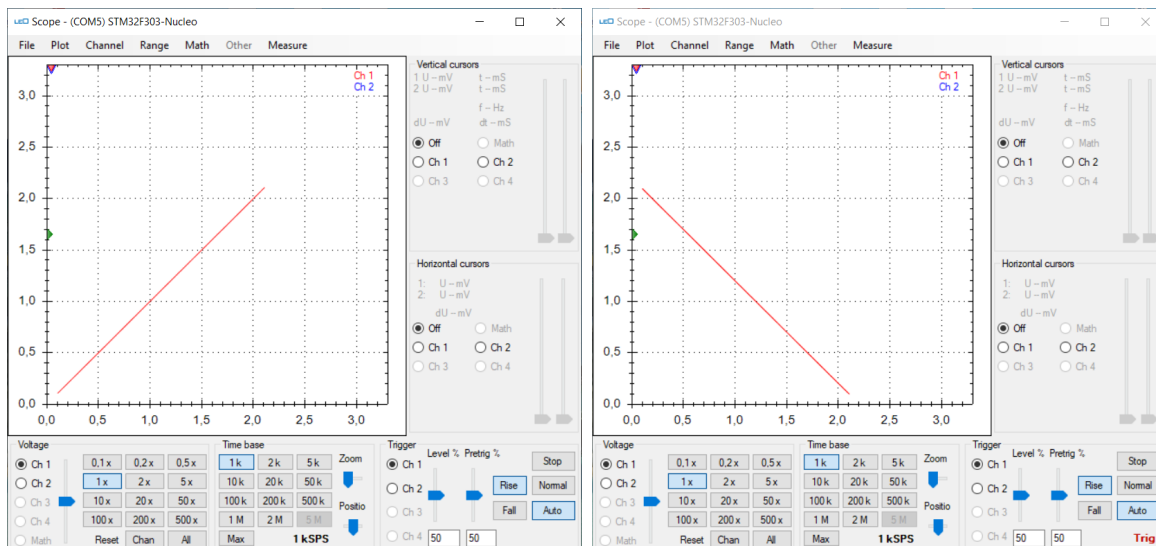 LEO Scope - (COM5) STM32F303-Nucleo
File Plot Channel Range Math Other Measure
Ch 1
Ch 2
3,0
2,5
2,0
1,5
1,0
0,5
0,0
0,0 0,5 1,0 1,5 2,0 2,5 3,0
Vertical cursors
1 U – mV t – mS
2 U – mV t – mS
f – Hz
dU – mV dt – mS
Off Math
Ch 1 Ch 2
Ch 3 Ch 4
Horizontal cursors
1: U – mV
2: U – mV
dU – mV
Off Math
Ch 1 Ch 2
Ch 3 Ch 4
Voltage
Ch 1 0,1 x 0,2 x 0,5 x
Ch 2 1 x 2 x 5 x
Ch 3 10 x 20 x 50 x
Ch 4 100 x 200 x 500 x
Math Reset Chan All
Time base
1 k 2 k 5 k Zoom
10 k 20 k 50 k
100 k 200 k 500 k Positio
1 M 2 M 5 M
Max 1 kSPS
Trigger
Ch 1 Level % Pretrig % Stop
Ch 2 Rise Normal
Ch 3 Fall Auto
Ch 4 50 50
LEO Scope - (COM5) STM32F303-Nucleo
File Plot Channel Range Math Other Measure
Ch 1
Ch 2
3,0
2,5
2,0
1,5
1,0
0,5
0,0
0,0 0,5 1,0 1,5 2,0 2,5 3,0
Vertical cursors
1 U – mV t – mS
2 U – mV t – mS
f – Hz
dU – mV dt – mS
Off Math
Ch 1 Ch 2
Ch 3 Ch 4
Horizontal cursors
1: U – mV
2: U – mV
dU – mV
Off Math
Ch 1 Ch 2
Ch 3 Ch 4
Voltage
Ch 1 0,1 x 0,2 x 0,5 x
Ch 2 1 x 2 x 5 x
Ch 3 10 x 20 x 50 x
Ch 4 100 x 200 x 500 x
Math Reset Chan All
Time base
1 k 2 k 5 k Zoom
10 k 20 k 50 k
100 k 200 k 500 k Positio
1 M 2 M 5 M
Max 1 kSPS
Trigger
Ch 1 Level % Pretrig % Stop
Ch 2 Rise Normal
Ch 3 Fall Auto
Ch 4 50 50 Trig